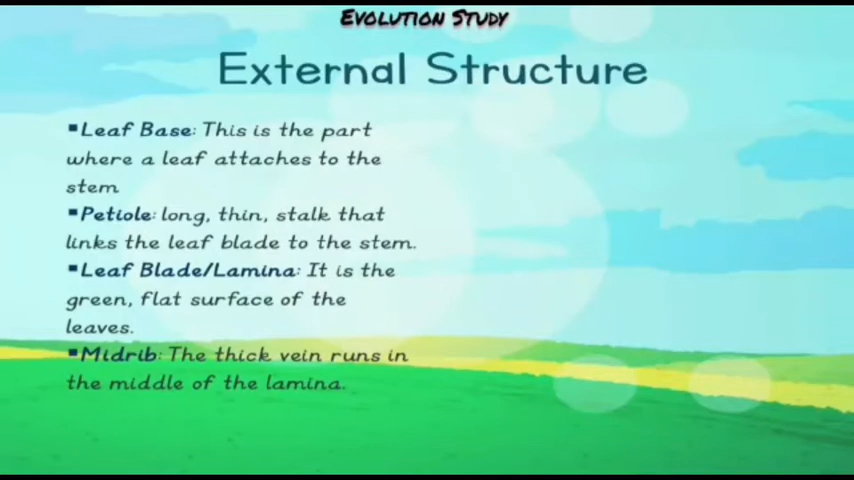 Evolution Study
External Structure
▪Leaf Base: This is the part
where a leaf attaches to the
stem
▪Petiole: long, thin, stalk that
links the leaf blade to the stem.
▪Leaf Blade/Lamina: It is the
green, flat surface of the
leaves.
▪Midrib: The thick vein runs in
the middle of the lamina.